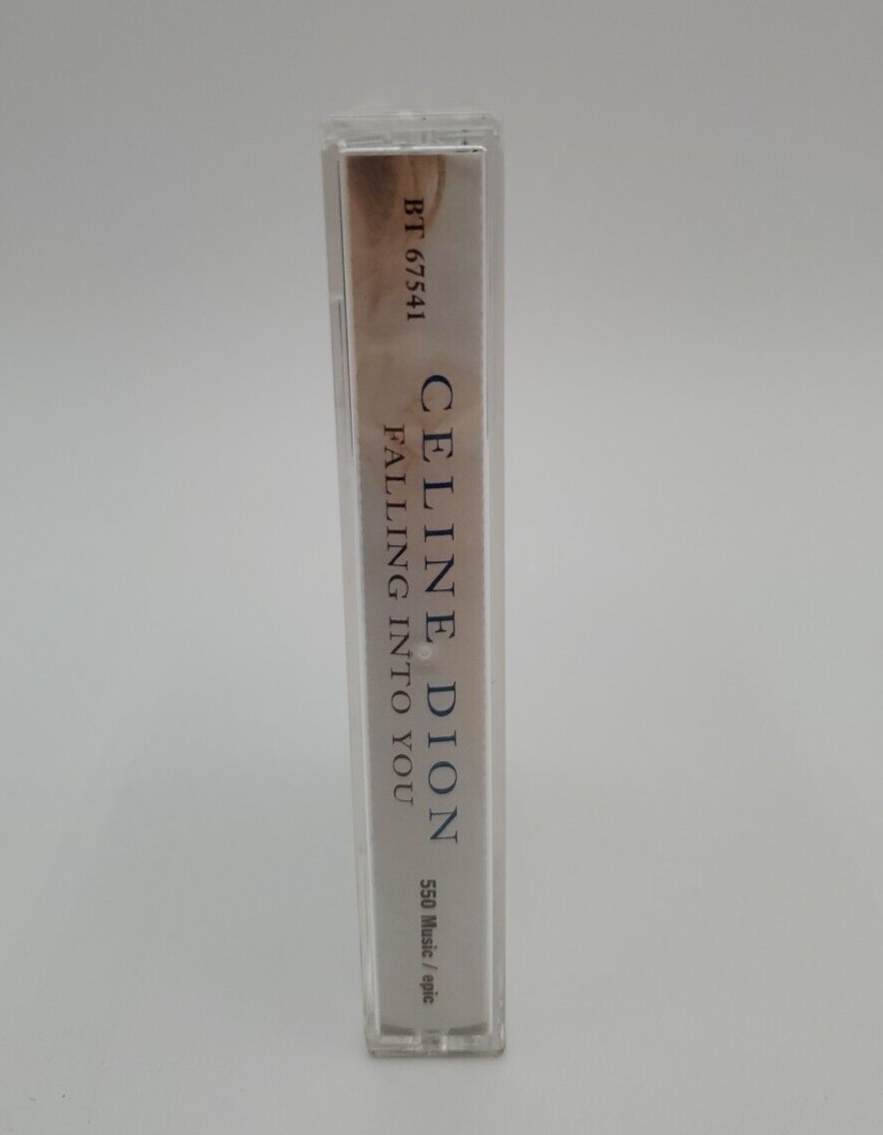 BT 67541
CELINE DION
FALLING INTO YOU
550 Music / epic